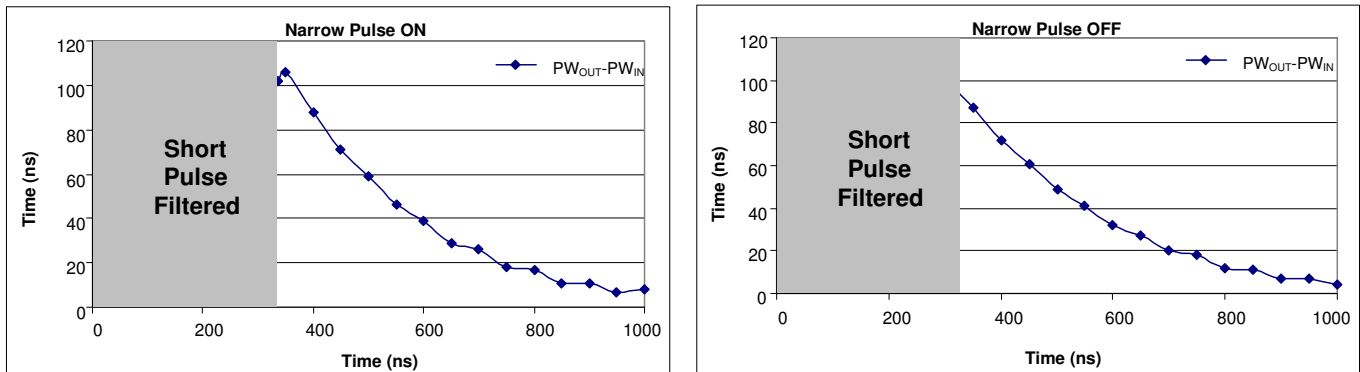 Narrow Pulse ON
120
100
80
60
40
20
0
Time (ns)
PW_OUT-PW_IN
Short
Pulse
Filtered
0 200 400 600 800 1000
Time (ns)
Narrow Pulse OFF
120
100
80
60
40
20
0
Time (ns)
PW_OUT-PW_IN
Short
Pulse
Filtered
0 200 400 600 800 1000
Time (ns)